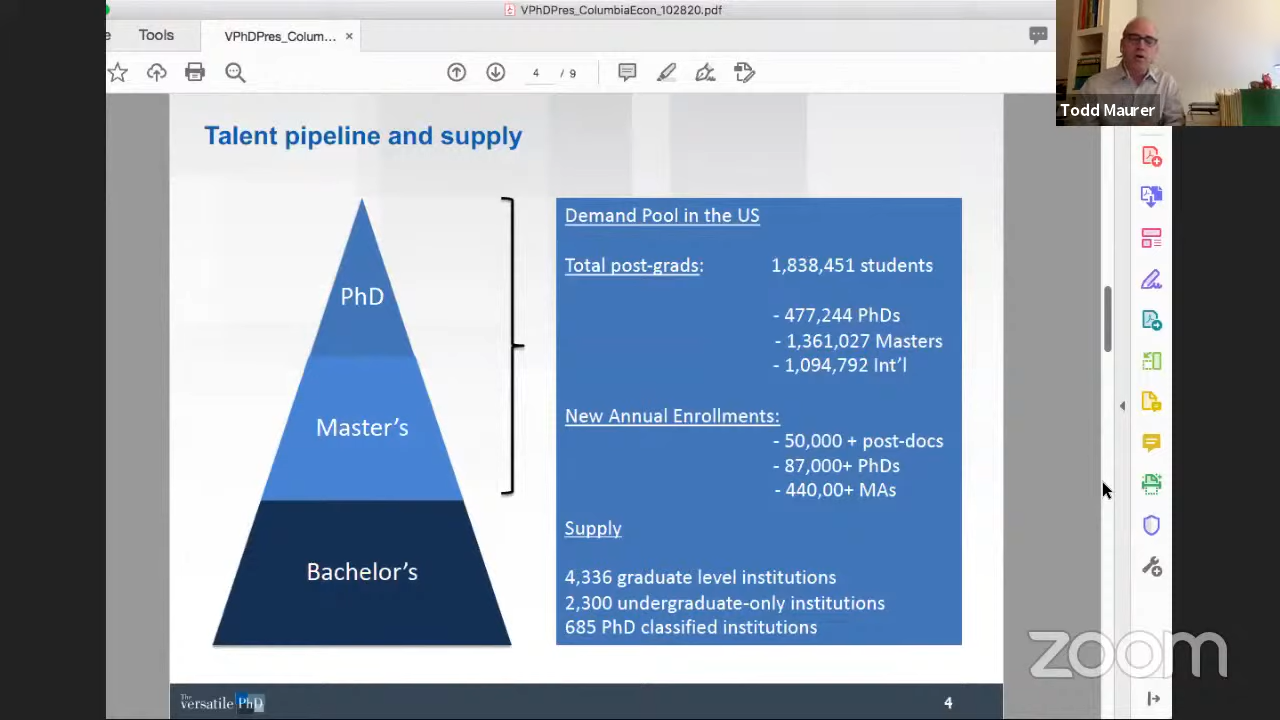 VPhDPres_ColumbiaEcon_102820.pdf
e Tools VPhDPres_Colum... ×
4 / 9
Todd Maurer
Talent pipeline and supply
PhD
Master's
Bachelor's
Demand Pool in the US
Total post-grads: 1,838,451 students
- 477,244 PhDs
- 1,361,027 Masters
- 1,094,792 Int'l
New Annual Enrollments:
- 50,000 + post-docs
- 87,000+ PhDs
- 440,00+ MAs
Supply
4,336 graduate level institutions
2,300 undergraduate-only institutions
685 PhD classified institutions
The
versatile PhD
4
zoom